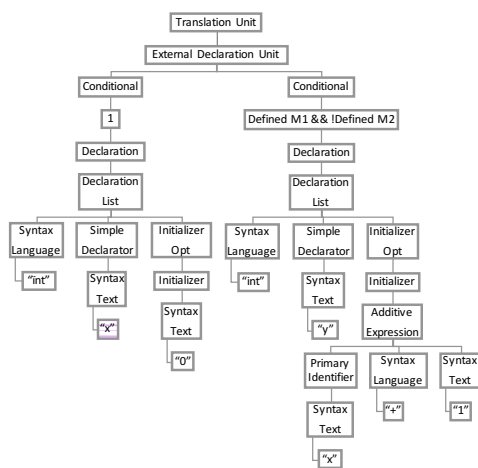 Translation Unit
External Declaration Unit
Conditional Conditional
1 Defined M1 && !Defined M2
Declaration Declaration
Declaration Declaration
List List
Syntax Simple Initializer Syntax Simple Initializer
Language Declarator Opt Language Declarator Opt
“int” Syntax Initializer “int” Syntax Initializer
Text Text
“x” Syntax “y” Additive
Text Expression
“0” Primary Syntax Syntax
Identifier Language Text
Syntax “+” “1”
Text
“x”